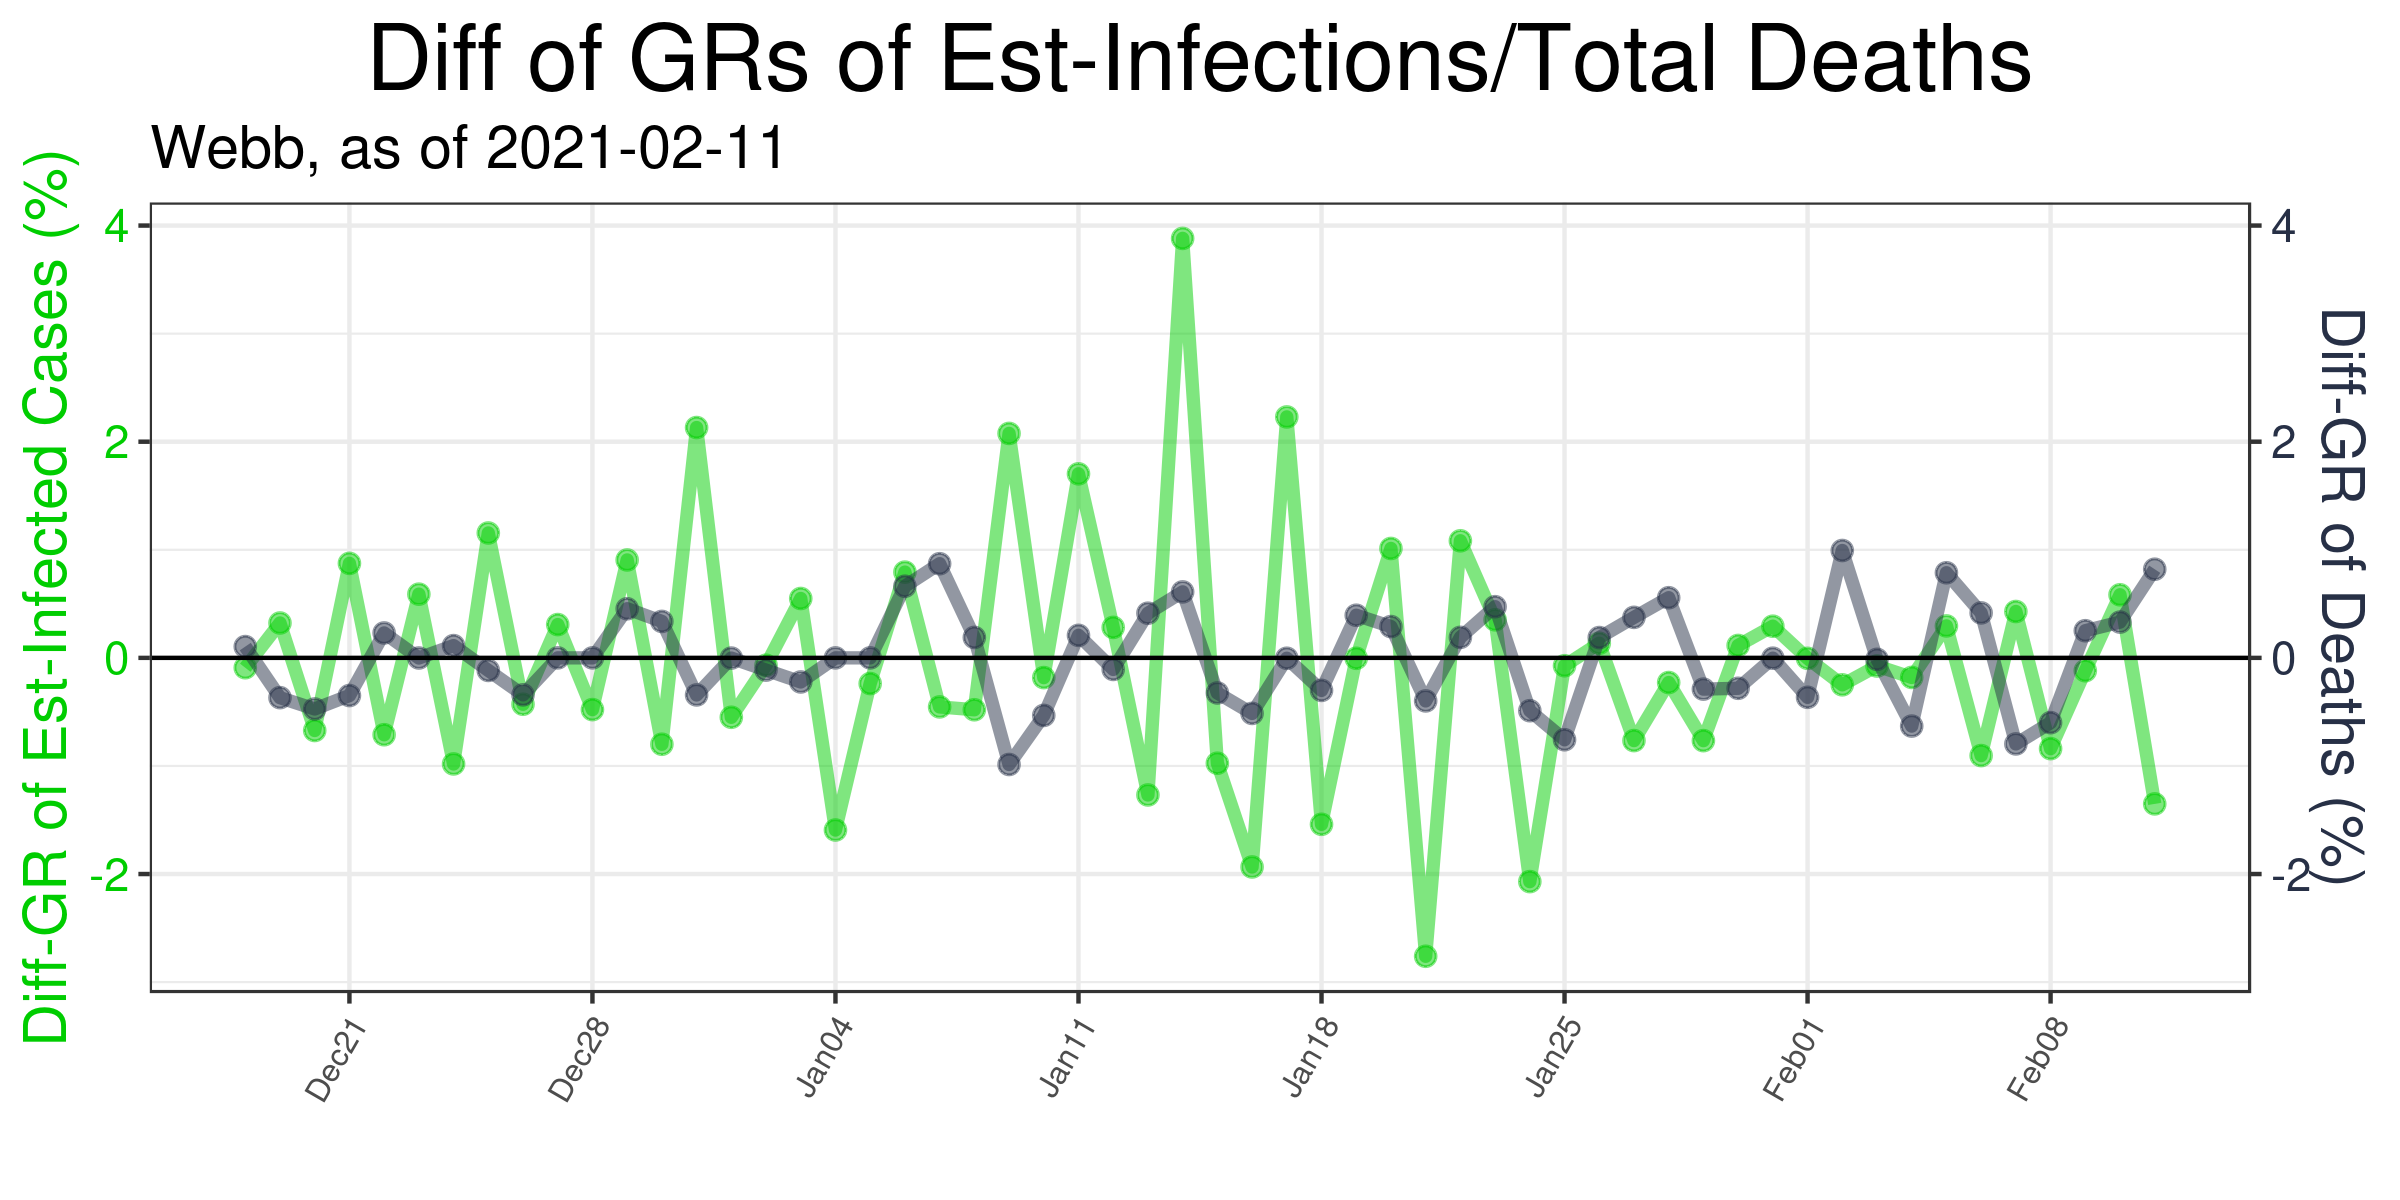 Diff of GRs of Est-Infections/Total Deaths
Webb, as of 2021-02-11
Diff-GR of Est-Infected Cases (%)
4
2
0
-2
4
2
0
-2
Diff-GR of Deaths (%)
Dec21
Dec28
Jan04
Jan11
Jan18
Jan25
Feb01
Feb08